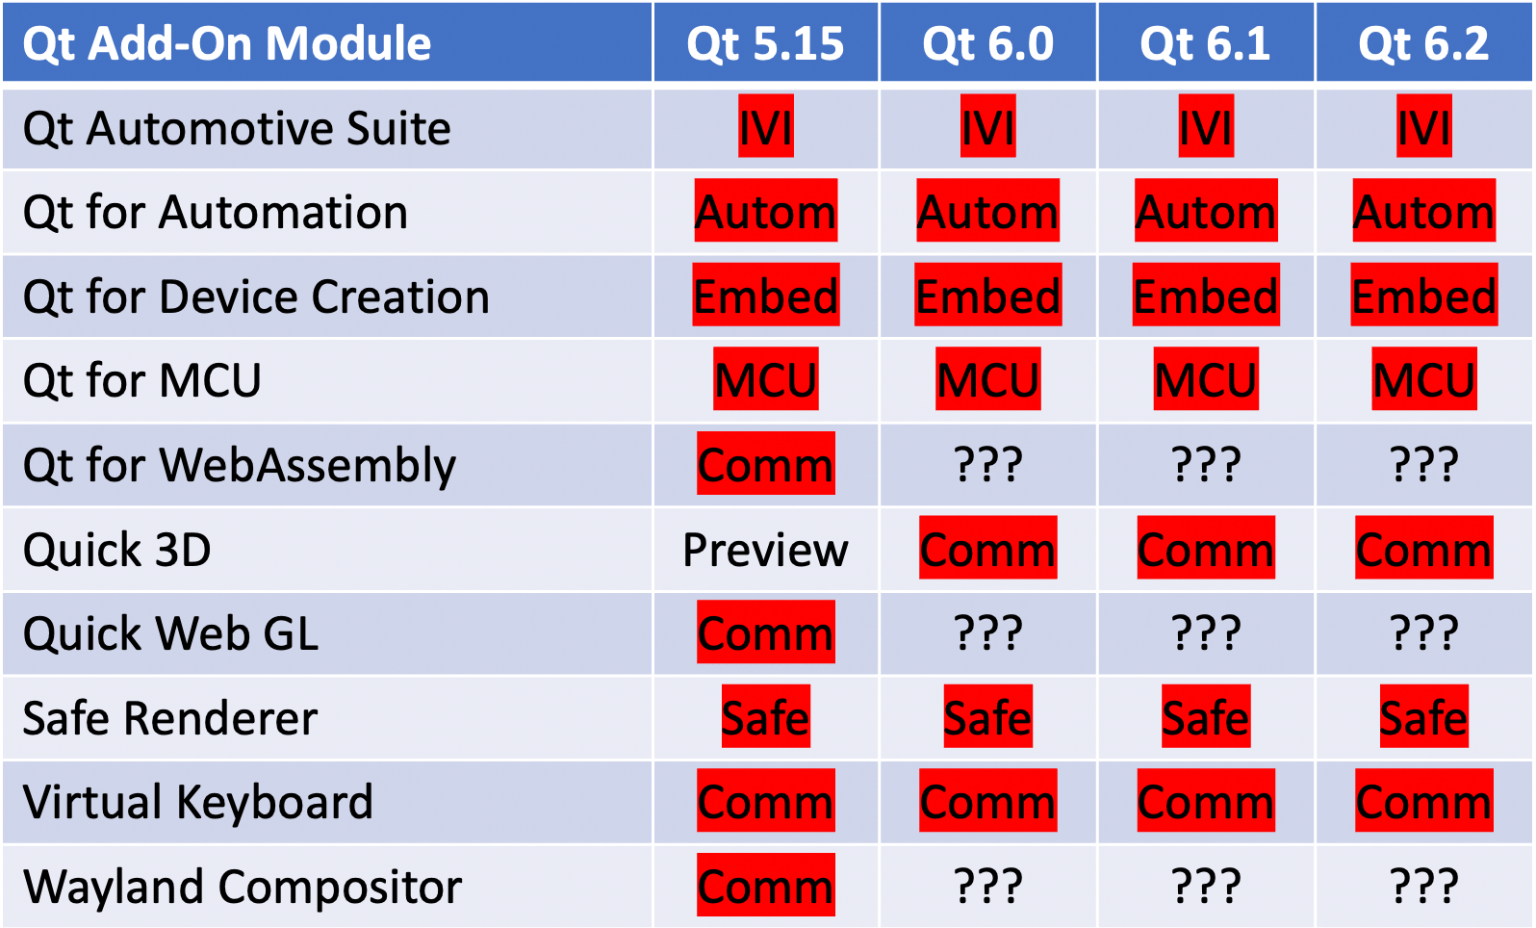 Qt Add-On Module Qt 5.15 Qt 6.0 Qt 6.1 Qt 6.2
Qt Automotive Suite IVI IVI IVI IVI
Qt for Automation Autom Autom Autom Autom
Qt for Device Creation Embed Embed Embed Embed
Qt for MCU MCU MCU MCU MCU
Qt for WebAssembly Comm ??? ??? ???
Quick 3D Preview Comm Comm Comm
Quick Web GL Comm ??? ??? ???
Safe Renderer Safe Safe Safe Safe
Virtual Keyboard Comm Comm Comm Comm
Wayland Compositor Comm ??? ??? ???